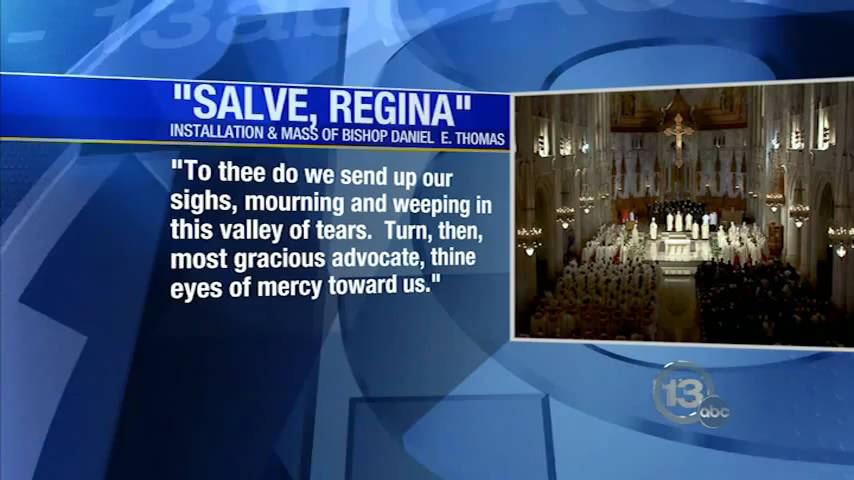 13abc
"SALVE, REGINA"
INSTALLATION & MASS OF BISHOP DANIEL E. THOMAS
"To thee do we send up our
sighs, mourning and weeping in
this valley of tears. Turn, then,
most gracious advocate, thine
eyes of mercy toward us."
13
abc